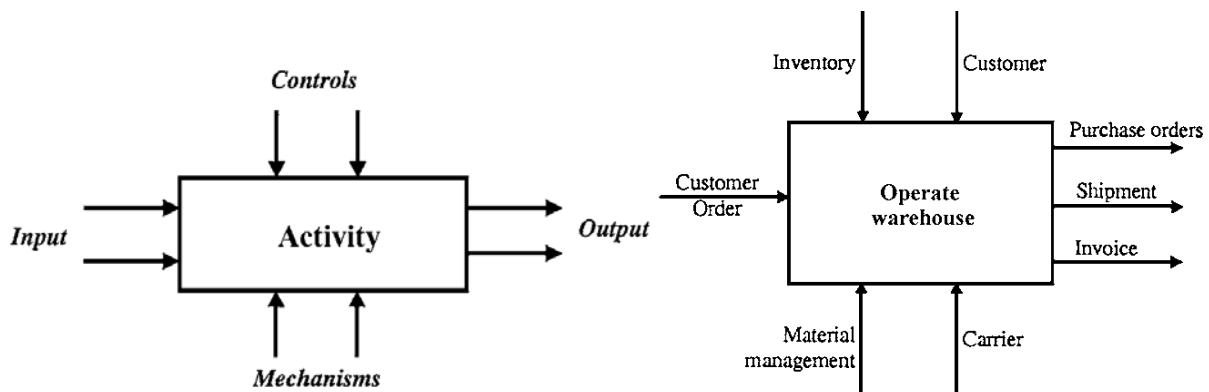 Controls
Input
Activity
Output
Mechanisms
Inventory
Customer
Customer
Order
Operate
warehouse
Purchase orders
Shipment
Invoice
Material
management
Carrier